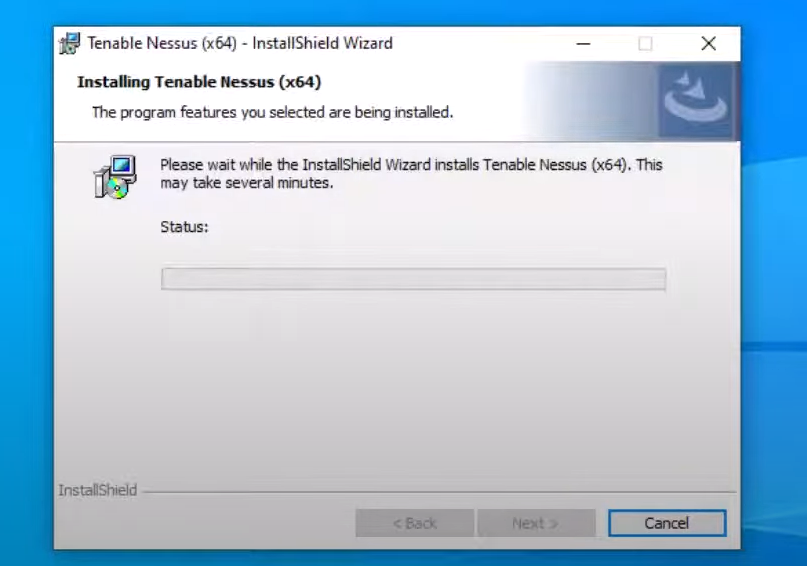 Tenable Nessus (x64) - InstallShield Wizard
Installing Tenable Nessus (x64)
The program features you selected are being installed.
Please wait while the InstallShield Wizard installs Tenable Nessus (x64). This
may take several minutes.
Status:
InstallShield
< Back
Next >
Cancel